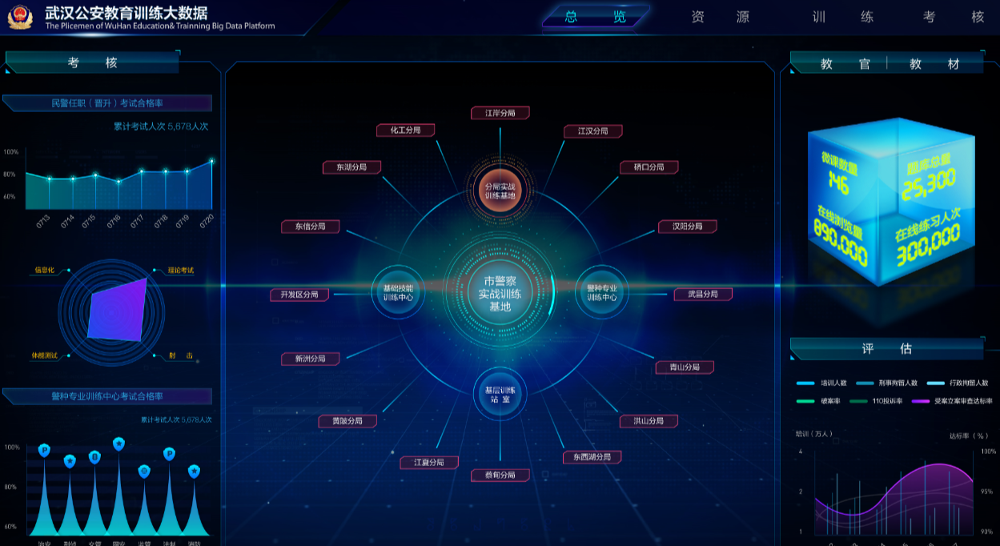 武汉公安教育训练大数据
The Plicemen of WuHan Education& Trainning Big Data Platform
总 览
资 源
训 练
考 核
考 核
民警任职（晋升）考试合格率
累计考试人次 5,678人次
100%
80%
60%
0713
0714
0715
0716
0717
0718
0719
0720
信息化
理论考试
体能测试
射 击
警种专业训练中心考试合格率
累计考试人次 5,678人次
100%
80%
60%
治安
刑侦
交管
国安
监管
法制
消防
江岸分局
化工分局
江汉分局
东湖分局
硚口分局
东信分局
汉阳分局
开发区分局
武昌分局
新洲分局
青山分局
黄陂分局
洪山分局
江夏分局
东西湖分局
蔡甸分局
分局实战
训练基地
基础技能
训练中心
市警察
实战训练
基地
警种专业
训练中心
基层训练
站 室
教 官 | 教 材
微课数量
146
题库总量
25,300
在线浏览量
890,000
在线练习人次
300,000
评 估
培训人数
刑事拘留人数
行政拘留人数
破案率
110投诉率
受案立案审查达标率
培训（万人）
达标率（%）
4
2
1
100%
95%
90%